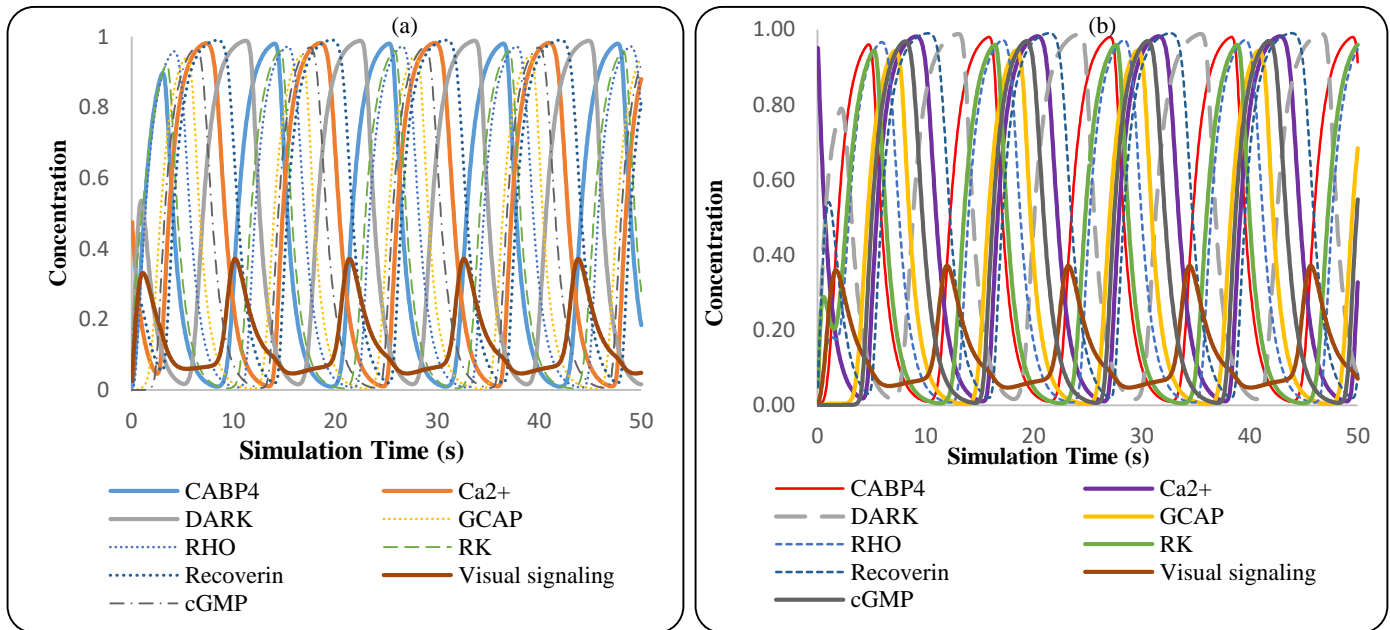 (a)
1
0.8
0.6
0.4
0.2
0
Concentration
0 10 20 30 40 50
Simulation Time (s)
CABP4 Ca2+
DARK GCAP
RHO RK
Recoverin Visual signaling
cGMP
(b)
1.00
0.80
0.60
0.40
0.20
0.00
Concentration
0 10 20 30 40 50
Simulation Time (s)
CABP4 Ca2+
DARK GCAP
RHO RK
Recoverin Visual signaling
cGMP